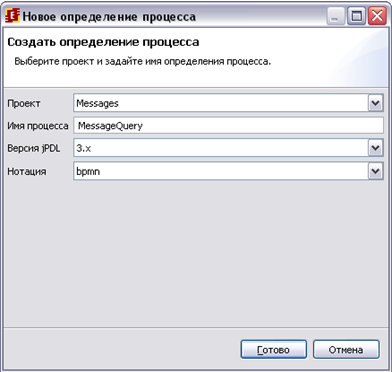 Новое определение процесса
Создать определение процесса
Выберите проект и задайте имя определения процесса.
Проект Messages
Имя процесса MessageQuery
Версия jPDL 3.x
Нотация bpmn
Готово Отмена